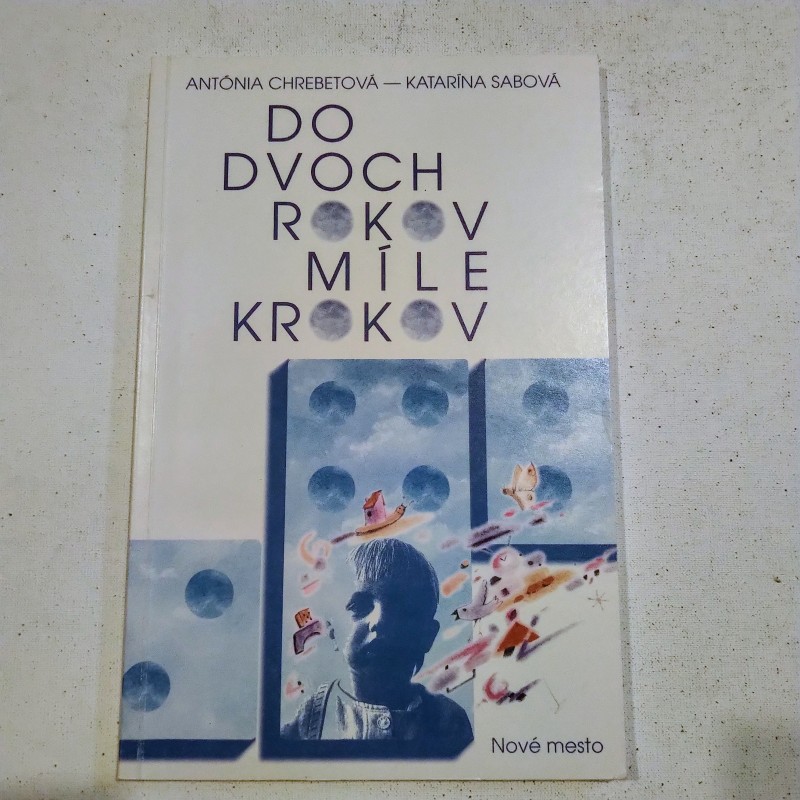 ANTÓNIA CHREBETOVÁ — KATARÍNA SABOVÁ
DO
DVOCH
ROKOV
MÍLE
KROKOV
Nové mesto